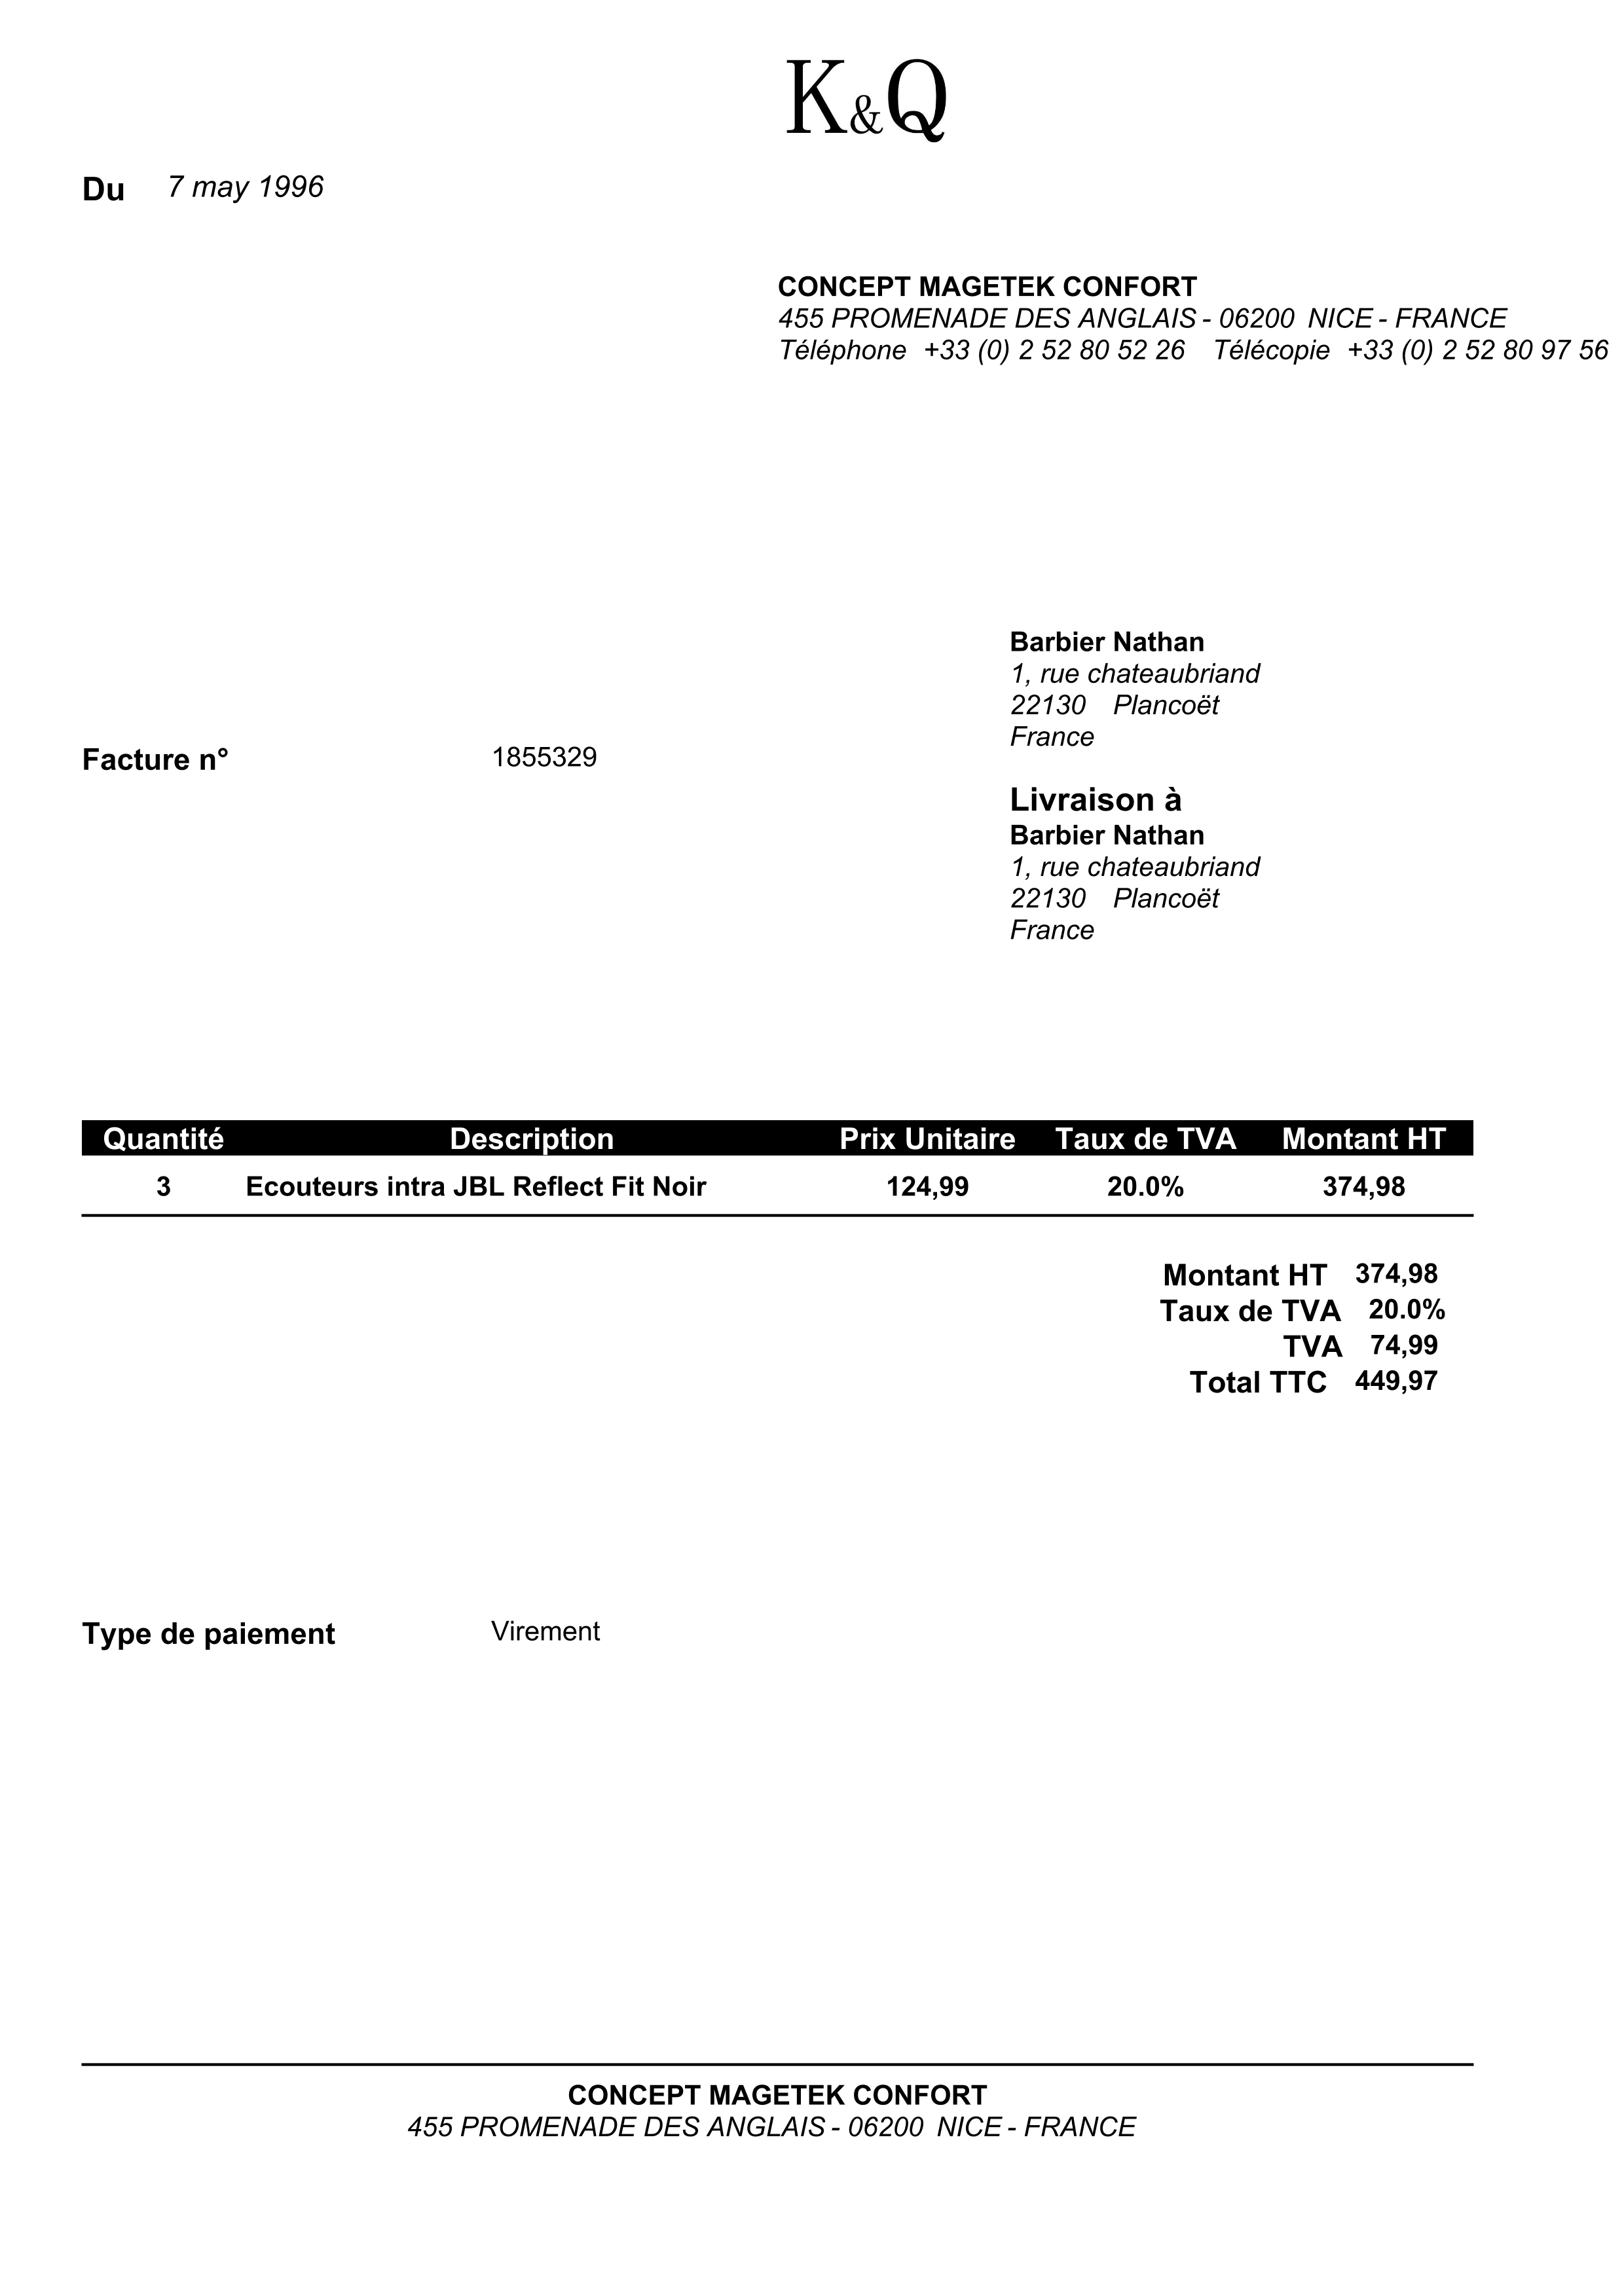 K&Q
Du 7 may 1996
CONCEPT MAGETEK CONFORT
455 PROMENADE DES ANGLAIS - 06200 NICE - FRANCE
Téléphone +33 (0) 2 52 80 52 26 Télécopie +33 (0) 2 52 80 97 56
Barbier Nathan
1, rue chateaubriand
22130 Plancoët
France
Facture n° 1855329
Livraison à
Barbier Nathan
1, rue chateaubriand
22130 Plancoët
France
Quantité Description Prix Unitaire Taux de TVA Montant HT
3 Ecouteurs intra JBL Reflect Fit Noir 124,99 20.0% 374,98
Montant HT 374,98
Taux de TVA 20.0%
TVA 74,99
Total TTC 449,97
Type de paiement Virement
CONCEPT MAGETEK CONFORT
455 PROMENADE DES ANGLAIS - 06200 NICE - FRANCE